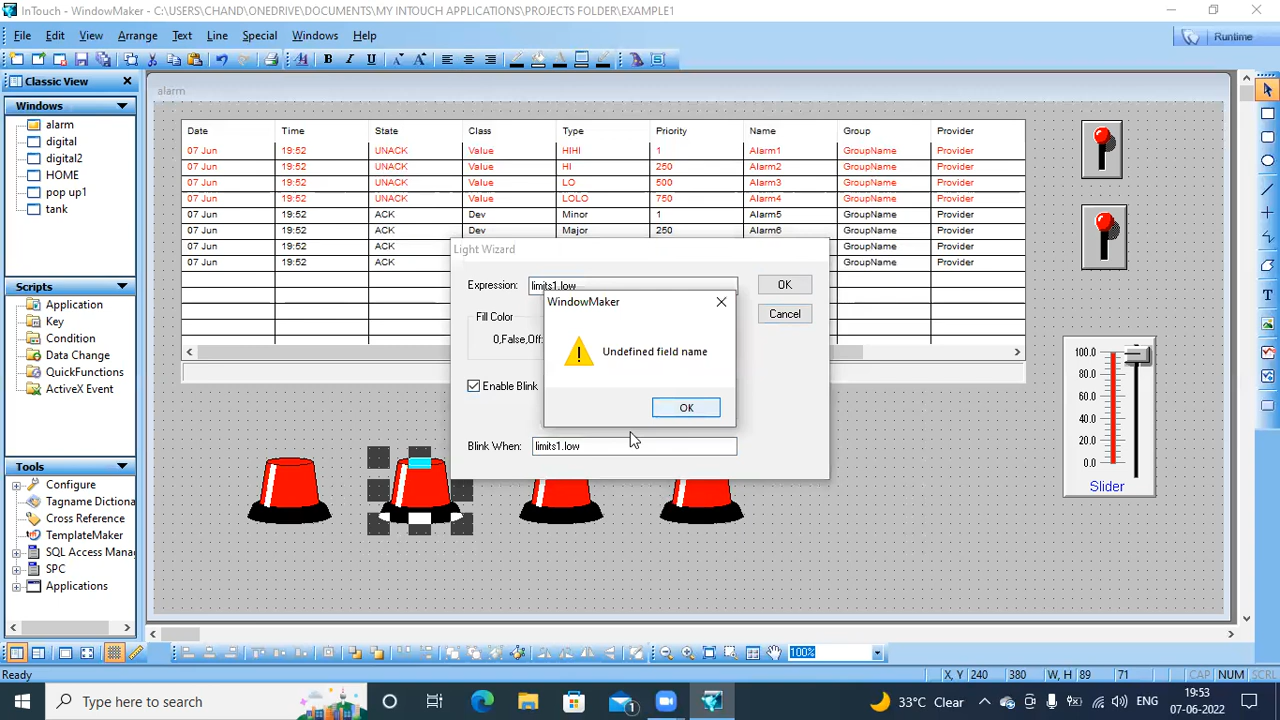 InTouch - WindowMaker - C:\USERS\CHAND\ONEDRIVE\DOCUMENTS\MY INTOUCH APPLICATIONS\PROJECTS FOLDER\EXAMPLE1
File Edit View Arrange Text Line Special Windows Help
Runtime
B I U A A
Classic View
Windows
alarm
digital
digital2
HOME
pop up1
tank
Scripts
Application
Key
Condition
Data Change
QuickFunctions
ActiveX Event
Tools
Configure
Tagname Dictiona
Cross Reference
TemplateMaker
SQL Access Manag
SPC
Applications
alarm
Date Time State Class Type Priority Name Group Provider
07 Jun 19:52 UNACK Value HIHI 1 Alarm1 GroupName Provider
07 Jun 19:52 UNACK Value HI 250 Alarm2 GroupName Provider
07 Jun 19:52 UNACK Value LO 500 Alarm3 GroupName Provider
07 Jun 19:52 UNACK Value LOLO 750 Alarm4 GroupName Provider
07 Jun 19:52 ACK Dev Minor 1 Alarm5 GroupName Provider
07 Jun 19:52 ACK Dev Major 250 Alarm6 GroupName Provider
07 Jun 19:52 ACK GroupName Provider
07 Jun 19:52 ACK GroupName Provider
Light Wizard
Expression: limits1.low OK
Fill Color Cancel
0,False,Off:
Enable Blink
Blink When: limits1.low
WindowMaker
Undefined field name
OK
100.0
80.0
60.0
40.0
20.0
0.0
Slider
T
100%
Ready X, Y 240 380 W, H 89 71 CAP NUM SCRL
Type here to search
1
33°C Clear
ENG
19:53
07-06-2022